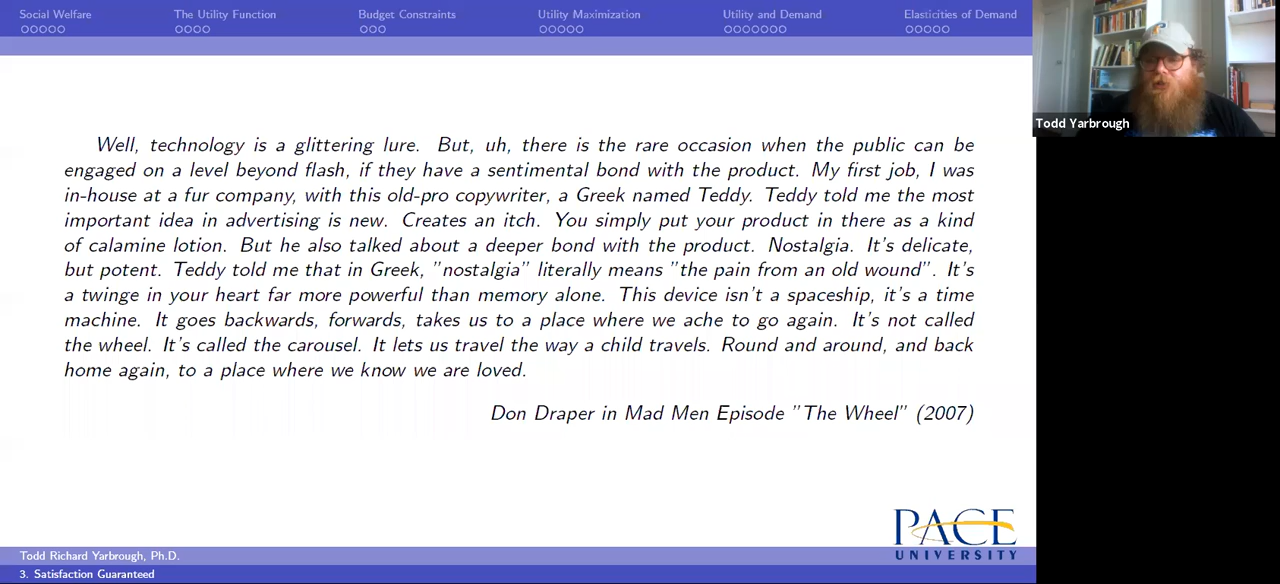 Social Welfare The Utility Function Budget Constraints Utility Maximization Utility and Demand Elasticities of Demand
Todd Yarbrough
Well, technology is a glittering lure. But, uh, there is the rare occasion when the public can be
engaged on a level beyond flash, if they have a sentimental bond with the product. My first job, I was
in-house at a fur company, with this old-pro copywriter, a Greek named Teddy. Teddy told me the most
important idea in advertising is new. Creates an itch. You simply put your product in there as a kind
of calamine lotion. But he also talked about a deeper bond with the product. Nostalgia. It's delicate,
but potent. Teddy told me that in Greek, "nostalgia" literally means "the pain from an old wound". It's
a twinge in your heart far more powerful than memory alone. This device isn't a spaceship, it's a time
machine. It goes backwards, forwards, takes us to a place where we ache to go again. It's not called
the wheel. It's called the carousel. It lets us travel the way a child travels. Round and around, and back
home again, to a place where we know we are loved.
Don Draper in Mad Men Episode "The Wheel" (2007)
PACE
UNIVERSITY
Todd Richard Yarbrough, Ph.D.
3. Satisfaction Guaranteed